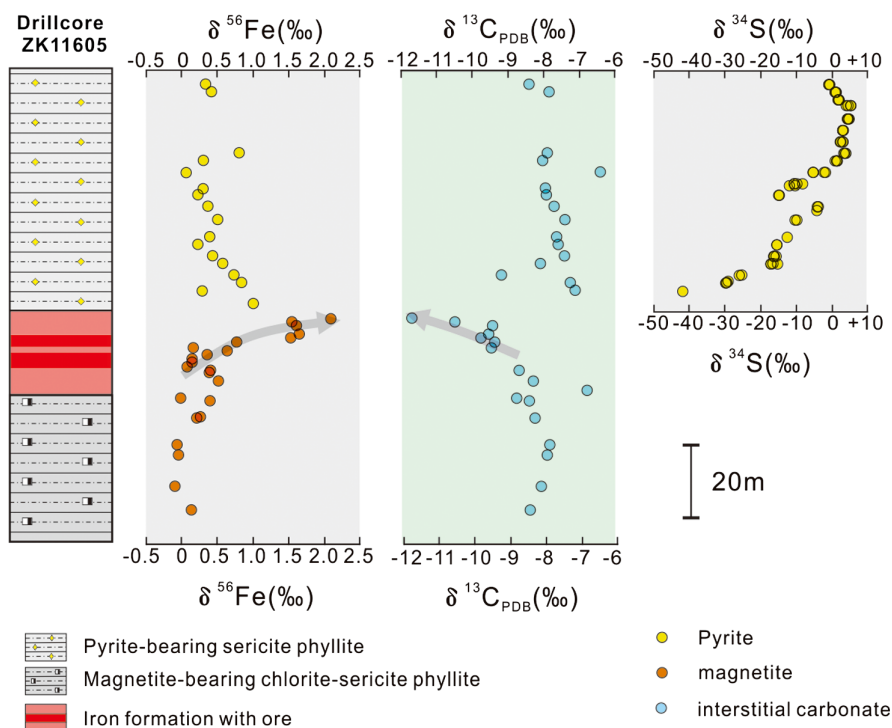 Drillcore
ZK11605
δ 56Fe(‰)
δ 13CPDB(‰)
δ 34S(‰)
-0.5 0 0.5 1.0 1.5 2.0 2.5
-12 -11 -10 -9 -8 -7 -6
-50 -40 -30 -20 -10 0 +10
-50 -40 -30 -20 -10 0 +10
δ 34S(‰)
20m
-0.5 0 0.5 1.0 1.5 2.0 2.5
-12 -11 -10 -9 -8 -7 -6
δ 56Fe(‰)
δ 13CPDB(‰)
Pyrite-bearing sericite phyllite
Magnetite-bearing chlorite-sericite phyllite
Iron formation with ore
Pyrite
magnetite
interstitial carbonate